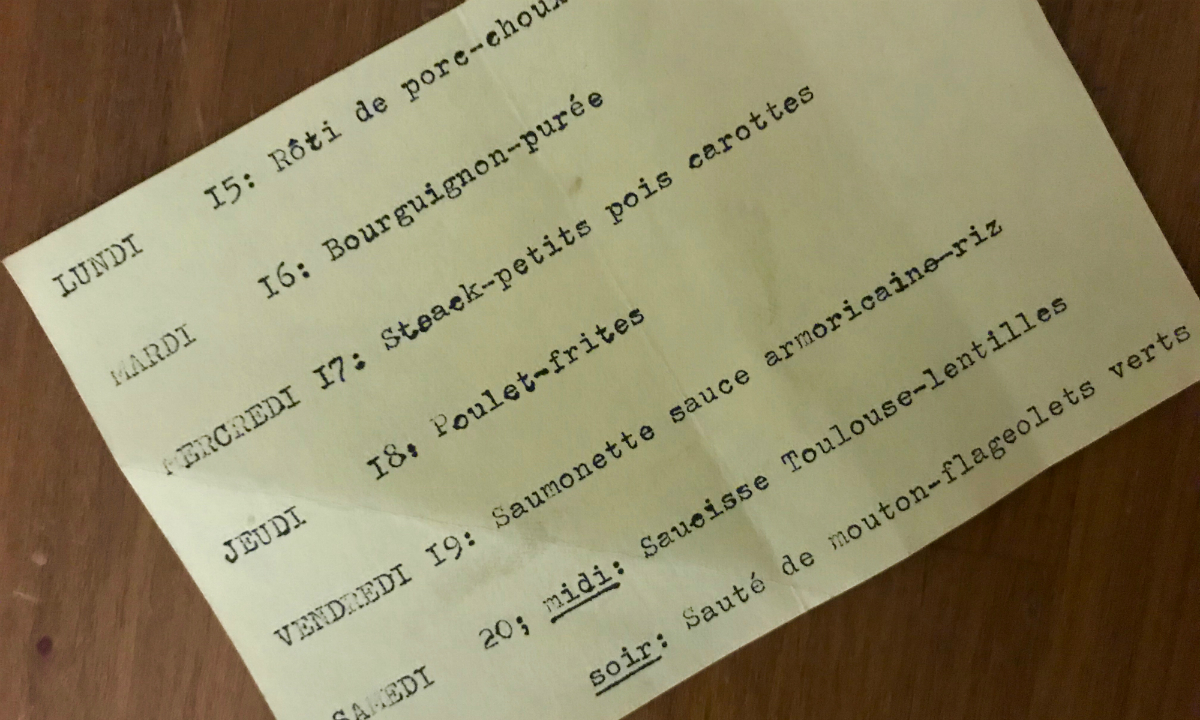 LUNDI I5: Rôti de porc-choux
MARDI I6: Bourguignon-purée
MERCREDI I7: Steack-petits pois carottes
JEUDI I8, Poulet-frites
VENDREDI I9: Saumonette sauce armoricaine-riz
SAMEDI 20; midi: Saucisse Toulouse-lentilles
soir: Sauté de mouton-flageolets verts